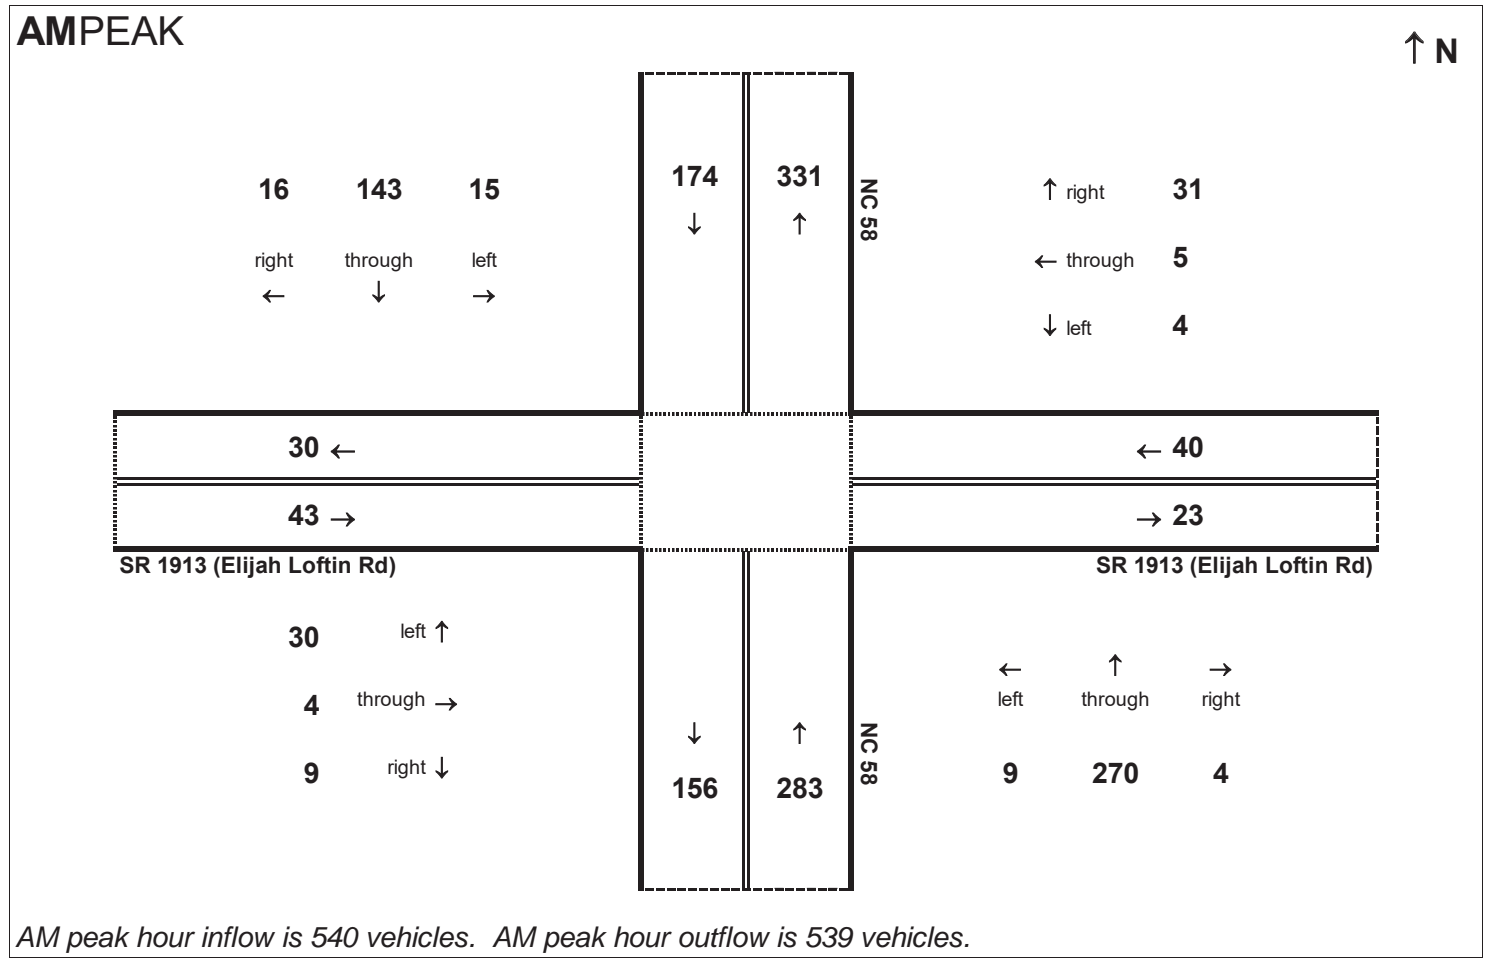 AMPEAK
↑ N
174 331
NC 58
16 143 15
right through left
← ↓ →
↓ ↑
↑ right 31
← through 5
↓ left 4
30 ←
43 →
← 40
→ 23
SR 1913 (Elijah Loftin Rd)
SR 1913 (Elijah Loftin Rd)
30 left ↑
4 through →
9 right ↓
↓ ↑
156 283
NC 58
← ↑ →
left through right
9 270 4
AM peak hour inflow is 540 vehicles. AM peak hour outflow is 539 vehicles.